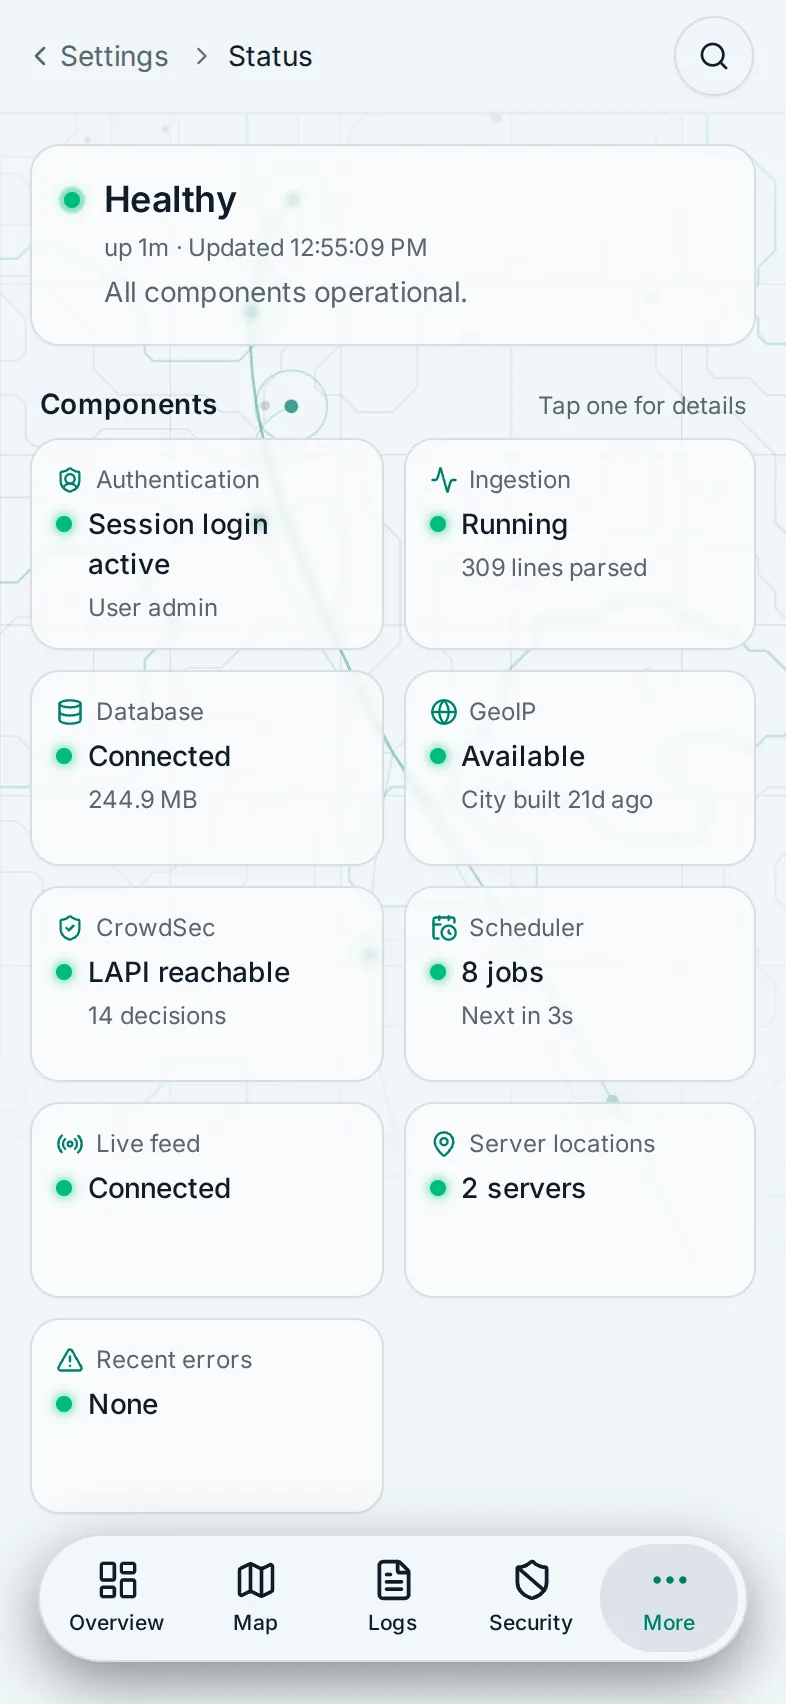 Settings
Status
Healthy
up 1m · Updated 12:55:09 PM
All components operational.
Components
Tap one for details
Authentication
Session login
active
User admin
Ingestion
Running
309 lines parsed
Database
Connected
244.9 MB
GeoIP
Available
City built 21d ago
CrowdSec
LAPI reachable
14 decisions
Scheduler
8 jobs
Next in 3s
Live feed
Connected
Server locations
2 servers
Recent errors
None
Overview
Map
Logs
Security
More